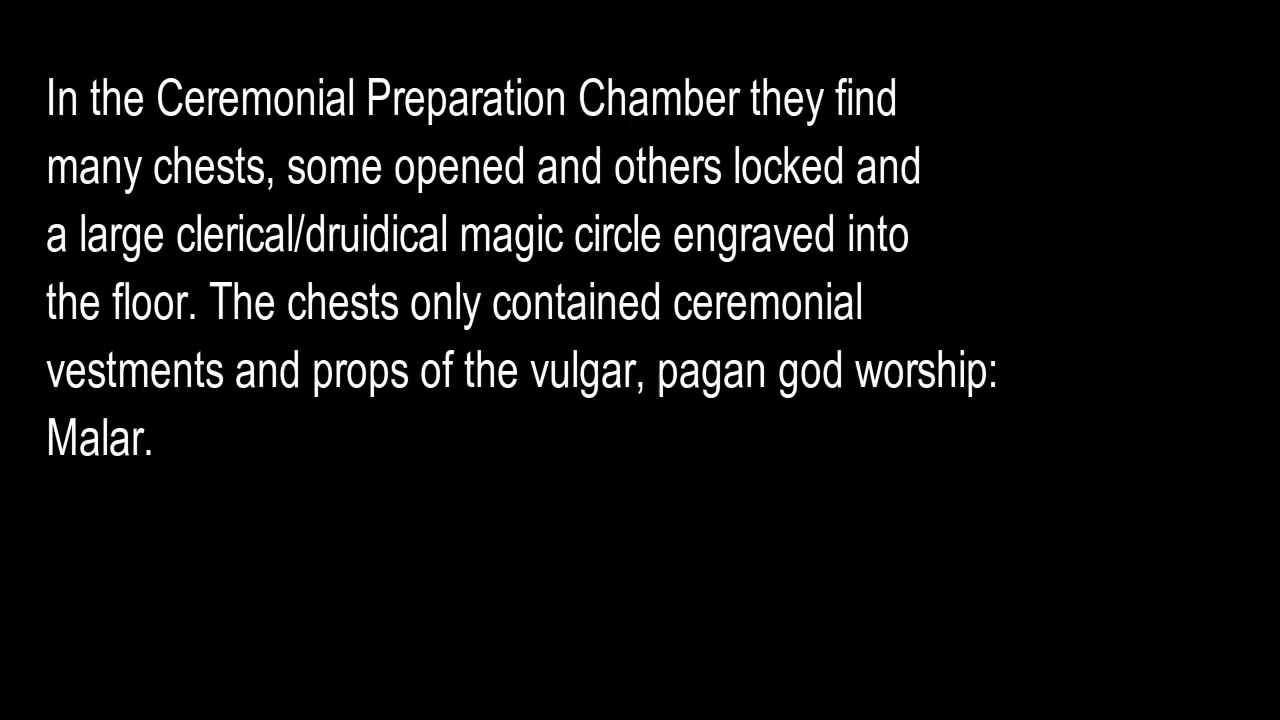 In the Ceremonial Preparation Chamber they find
many chests, some opened and others locked and
a large clerical/druidical magic circle engraved into
the floor. The chests only contained ceremonial
vestments and props of the vulgar, pagan god worship:
Malar.